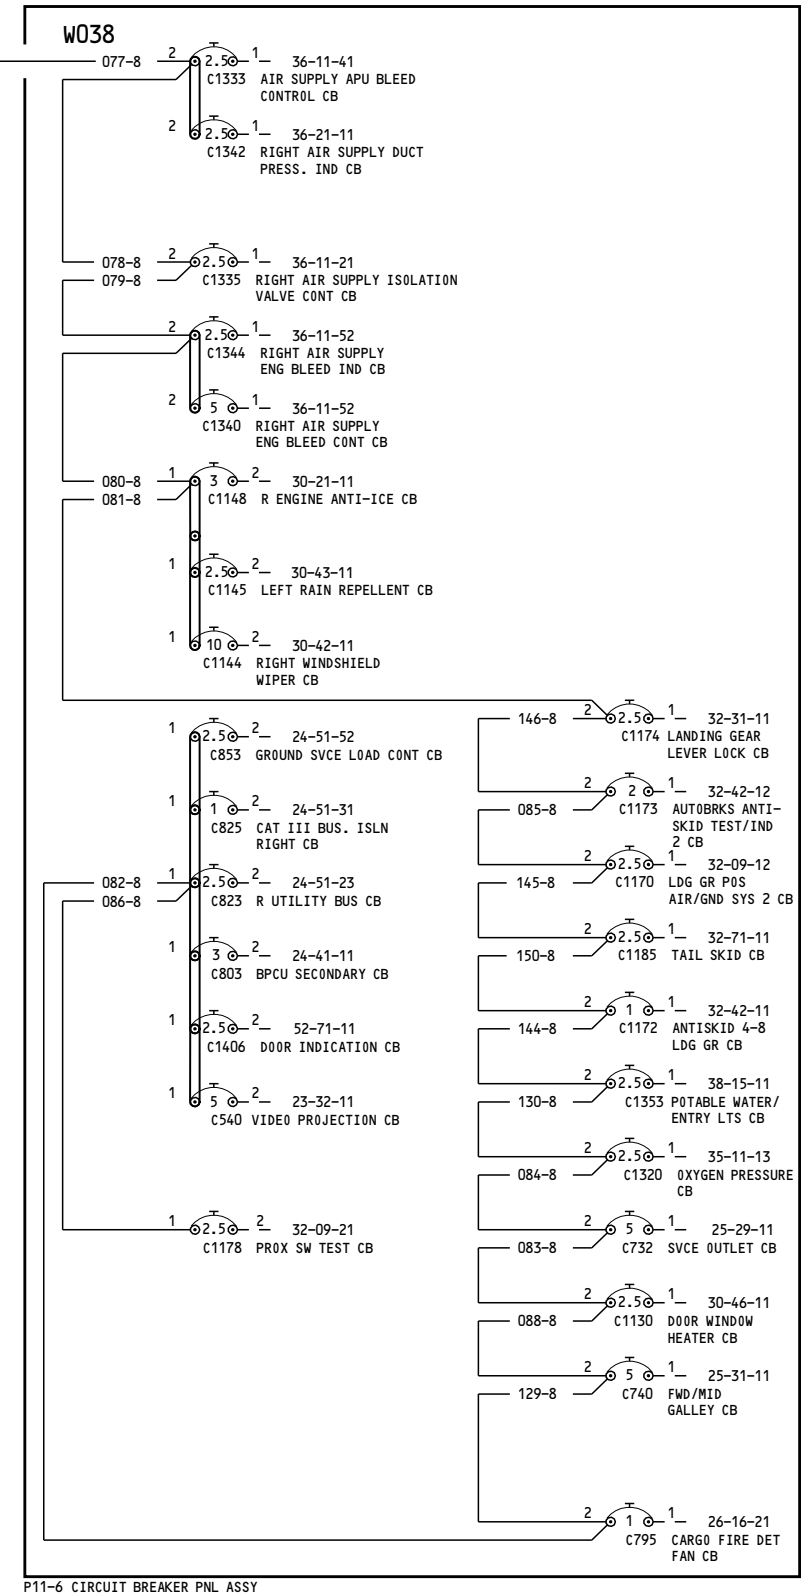 W038
077-8 2 2.5 1 36-11-41
C1333 AIR SUPPLY APU BLEED
CONTROL CB
2 2.5 1 36-21-11
C1342 RIGHT AIR SUPPLY DUCT
PRESS. IND CB
078-8 2 2.5 1 36-11-21
079-8 C1335 RIGHT AIR SUPPLY ISOLATION
VALVE CONT CB
2 2.5 1 36-11-52
C1344 RIGHT AIR SUPPLY
ENG BLEED IND CB
2 5 1 36-11-52
C1340 RIGHT AIR SUPPLY
ENG BLEED CONT CB
080-8 1 3 2 30-21-11
081-8 C1148 R ENGINE ANTI-ICE CB
1 2.5 2 30-43-11
C1145 LEFT RAIN REPELLENT CB
1 10 2 30-42-11
C1144 RIGHT WINDSHIELD
WIPER CB
1 2.5 2 24-51-52
C853 GROUND SVCE LOAD CONT CB
1 1 2 24-51-31
C825 CAT III BUS. ISLN
RIGHT CB
082-8 1 2.5 2 24-51-23
086-8 C823 R UTILITY BUS CB
1 3 2 24-41-11
C803 BPCU SECONDARY CB
1 2.5 2 52-71-11
C1406 DOOR INDICATION CB
1 5 2 23-32-11
C540 VIDEO PROJECTION CB
1 2.5 2 32-09-21
C1178 PROX SW TEST CB
146-8 2 2.5 1 32-31-11
C1174 LANDING GEAR
LEVER LOCK CB
2 2 1 32-42-12
085-8 C1173 AUTOBRKS ANTI-
SKID TEST/IND
2 CB
2 2.5 1 32-09-12
145-8 C1170 LDG GR POS
AIR/GND SYS 2 CB
2 2.5 1 32-71-11
150-8 C1185 TAIL SKID CB
2 1 1 32-42-11
144-8 C1172 ANTISKID 4-8
LDG GR CB
2 2.5 1 38-15-11
130-8 C1353 POTABLE WATER/
ENTRY LTS CB
2 2.5 1 35-11-13
084-8 C1320 OXYGEN PRESSURE
CB
2 5 1 25-29-11
083-8 C732 SVCE OUTLET CB
2 2.5 1 30-46-11
088-8 C1130 DOOR WINDOW
HEATER CB
2 5 1 25-31-11
129-8 C740 FWD/MID
GALLEY CB
2 1 1 26-16-21
C795 CARGO FIRE DET
FAN CB
P11-6 CIRCUIT BREAKER PNL ASSY